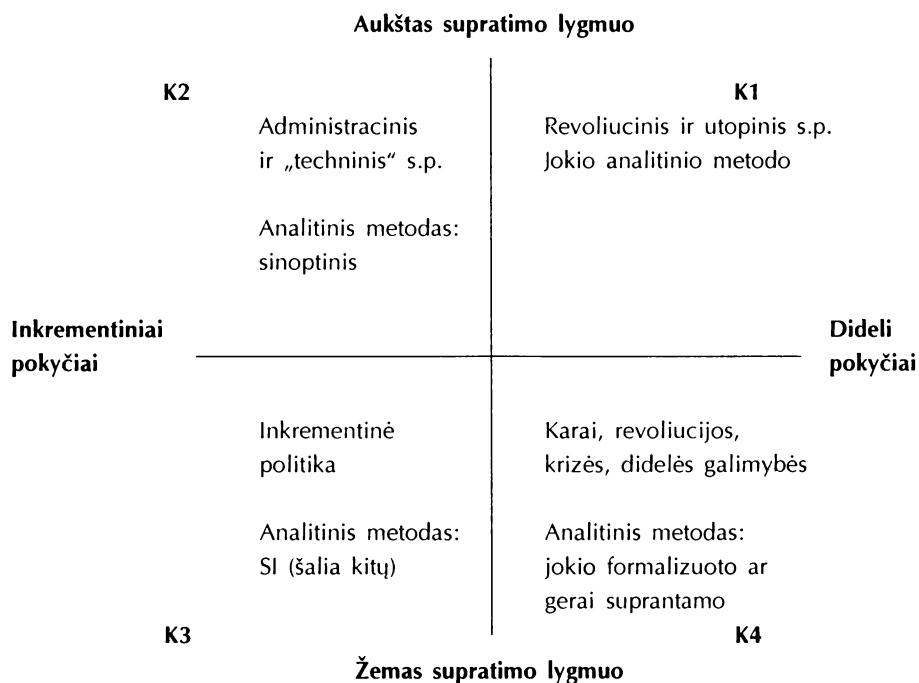 Aukštas supratimo lygmuo
K2
K1
Administracinis
ir „techninis“ s.p.
Analitinis metodas:
sinoptinis
Revoliucinis ir utopinis s.p.
Jokio analitinio metodo
Inkrementiniai
pokyčiai
Dideli
pokyčiai
Inkrementinė
politika
Analitinis metodas:
SI (šalia kitų)
Karai, revoliucijos,
krizės, didelės galimybės
Analitinis metodas:
jokio formalizuoto ar
gerai suprantamo
K3
K4
Žemas supratimo lygmuo